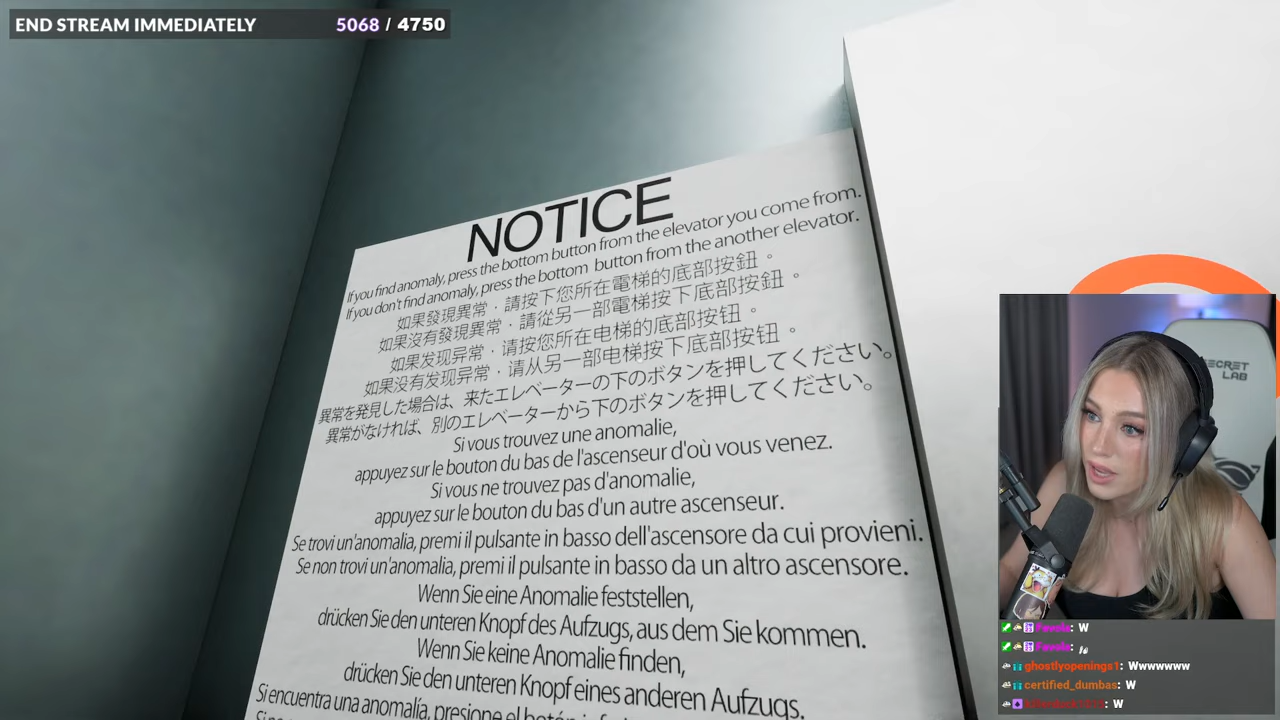 END STREAM IMMEDIATELY 5068 / 4750
NOTICE
If you find anomaly, press the bottom button from the elevator you come from.
If you don't find anomaly, press the bottom button from the another elevator.
如果發現異常，請按下您所在電梯的底部按鈕。
如果沒有發現異常，請從另一部電梯按下底部按鈕。
如果发现异常，请按您所在电梯的底部按钮。
如果没有发现异常，请从另一部电梯按下底部按钮。
異常を発見した場合は、来たエレベーターの下のボタンを押してください。
異常がなければ、別のエレベーターから下のボタンを押してください。
Si vous trouvez une anomalie,
appuyez sur le bouton du bas de l'ascenseur d'où vous venez.
Si vous ne trouvez pas d'anomalie,
appuyez sur le bouton du bas d'un autre ascenseur.
Se trovi un'anomalia, premi il pulsante in basso dell'ascensore da cui provieni.
Se non trovi un'anomalia, premi il pulsante in basso da un altro ascensore.
Wenn Sie eine Anomalie feststellen,
drücken Sie den unteren Knopf des Aufzugs, aus dem Sie kommen.
Wenn Sie keine Anomalie finden,
drücken Sie den unteren Knopf eines anderen Aufzugs.
Si encuentra una anomalía, presione el botón
SECRET
LAB
Favols: W
Favols:
ghostlyopenings1: Wwwwwww
certified_dumbas: W
W